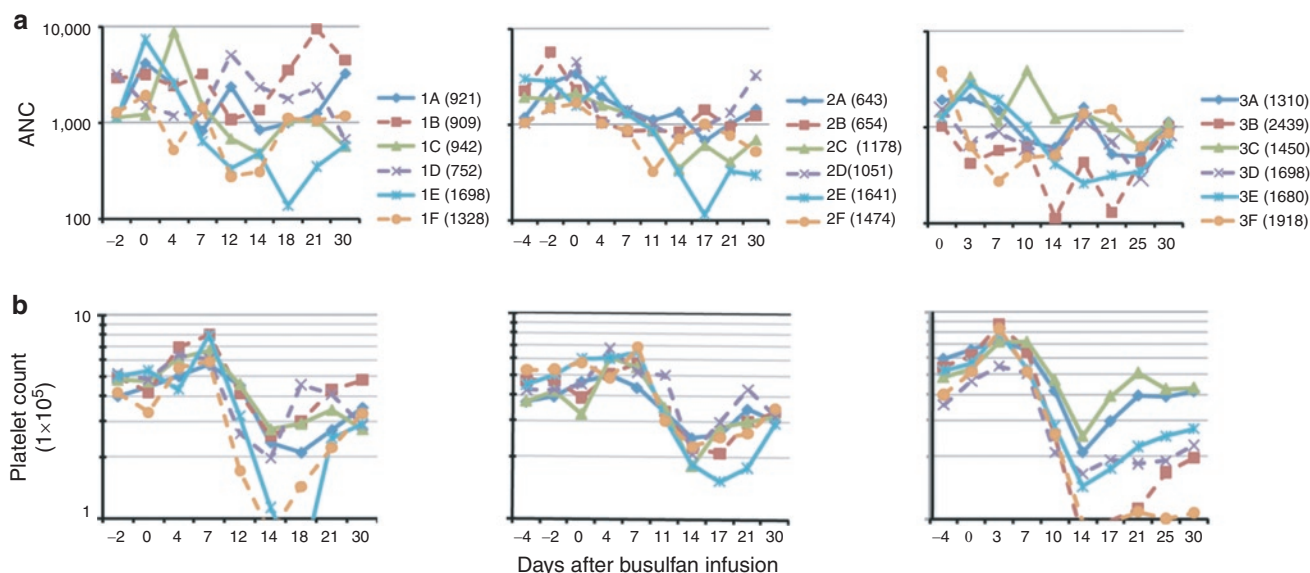 a
ANC
10,000
1,000
100
−2 0 4 7 12 14 18 21 30
1A (921)
1B (909)
1C (942)
1D (752)
1E (1698)
1F (1328)
−4 −2 0 4 7 11 14 17 21 30
2A (643)
2B (654)
2C (1178)
2D(1051)
2E (1641)
2F (1474)
0 3 7 10 14 17 21 25 30
3A (1310)
3B (2439)
3C (1450)
3D (1698)
3E (1680)
3F (1918)
b
Platelet count
(1×10⁵)
10
1
−2 0 4 7 12 14 18 21 30
−4 −2 0 4 7 11 14 17 21 30
−4 0 3 7 10 14 17 21 25 30
Days after busulfan infusion